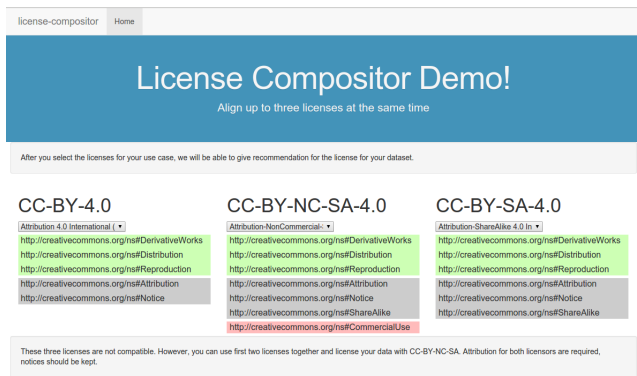 license-compositor Home
License Compositor Demo!
Align up to three licenses at the same time
After you select the licenses for your use case, we will be able to give recommendation for the license for your dataset.
CC-BY-4.0
Attribution 4.0 International (
http://creativecommons.org/ns#DerivativeWorks
http://creativecommons.org/ns#Distribution
http://creativecommons.org/ns#Reproduction
http://creativecommons.org/ns#Attribution
http://creativecommons.org/ns#Notice
CC-BY-NC-SA-4.0
Attribution-NonCommercial-
http://creativecommons.org/ns#DerivativeWorks
http://creativecommons.org/ns#Distribution
http://creativecommons.org/ns#Reproduction
http://creativecommons.org/ns#Attribution
http://creativecommons.org/ns#Notice
http://creativecommons.org/ns#ShareAlike
http://creativecommons.org/ns#CommercialUse
CC-BY-SA-4.0
Attribution-ShareAlike 4.0 In
http://creativecommons.org/ns#DerivativeWorks
http://creativecommons.org/ns#Distribution
http://creativecommons.org/ns#Reproduction
http://creativecommons.org/ns#Attribution
http://creativecommons.org/ns#Notice
http://creativecommons.org/ns#ShareAlike
These three licenses are not compatible. However, you can use first two licenses together and license your data with CC-BY-NC-SA. Attribution for both licensors are required,
notices should be kept.